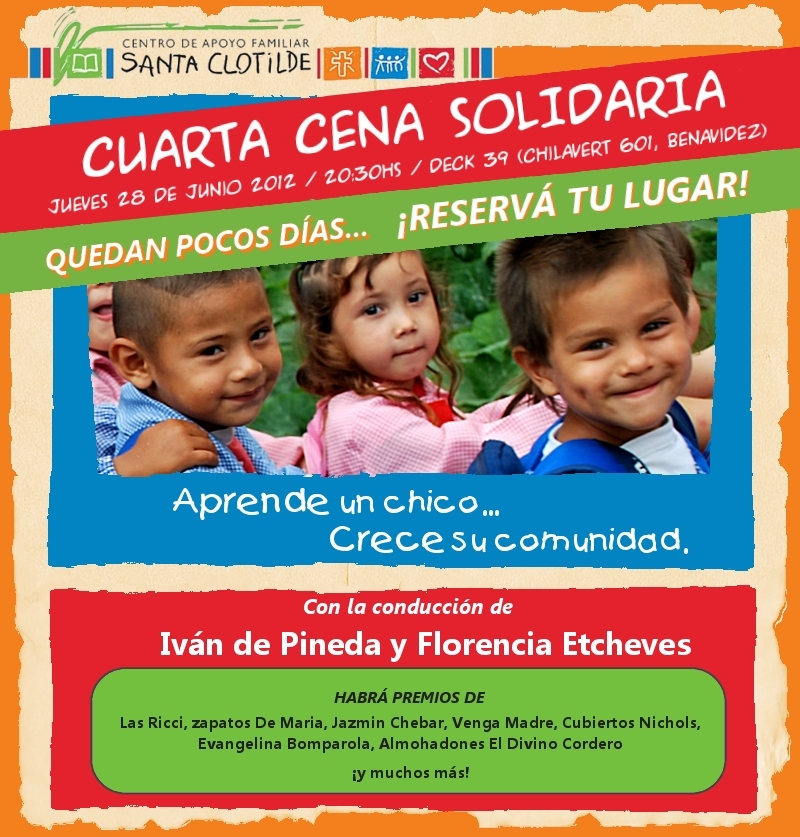 CENTRO DE APOYO FAMILIAR
SANTA CLOTILDE
CUARTA CENA SOLIDARIA
JUEVES 28 DE JUNIO 2012 / 20:30HS / DECK 39 (CHILAVERT 601, BENAVIDEZ)
QUEDAN POCOS DÍAS... ¡RESERVÁ TU LUGAR!
Aprende un chico...
Crece su comunidad.
Con la conducción de
Iván de Pineda y Florencia Etcheves
HABRÁ PREMIOS DE
Las Ricci, zapatos De Maria, Jazmin Chebar, Venga Madre, Cubiertos Nichols,
Evangelina Bomparola, Almohadones El Divino Cordero
¡y muchos más!